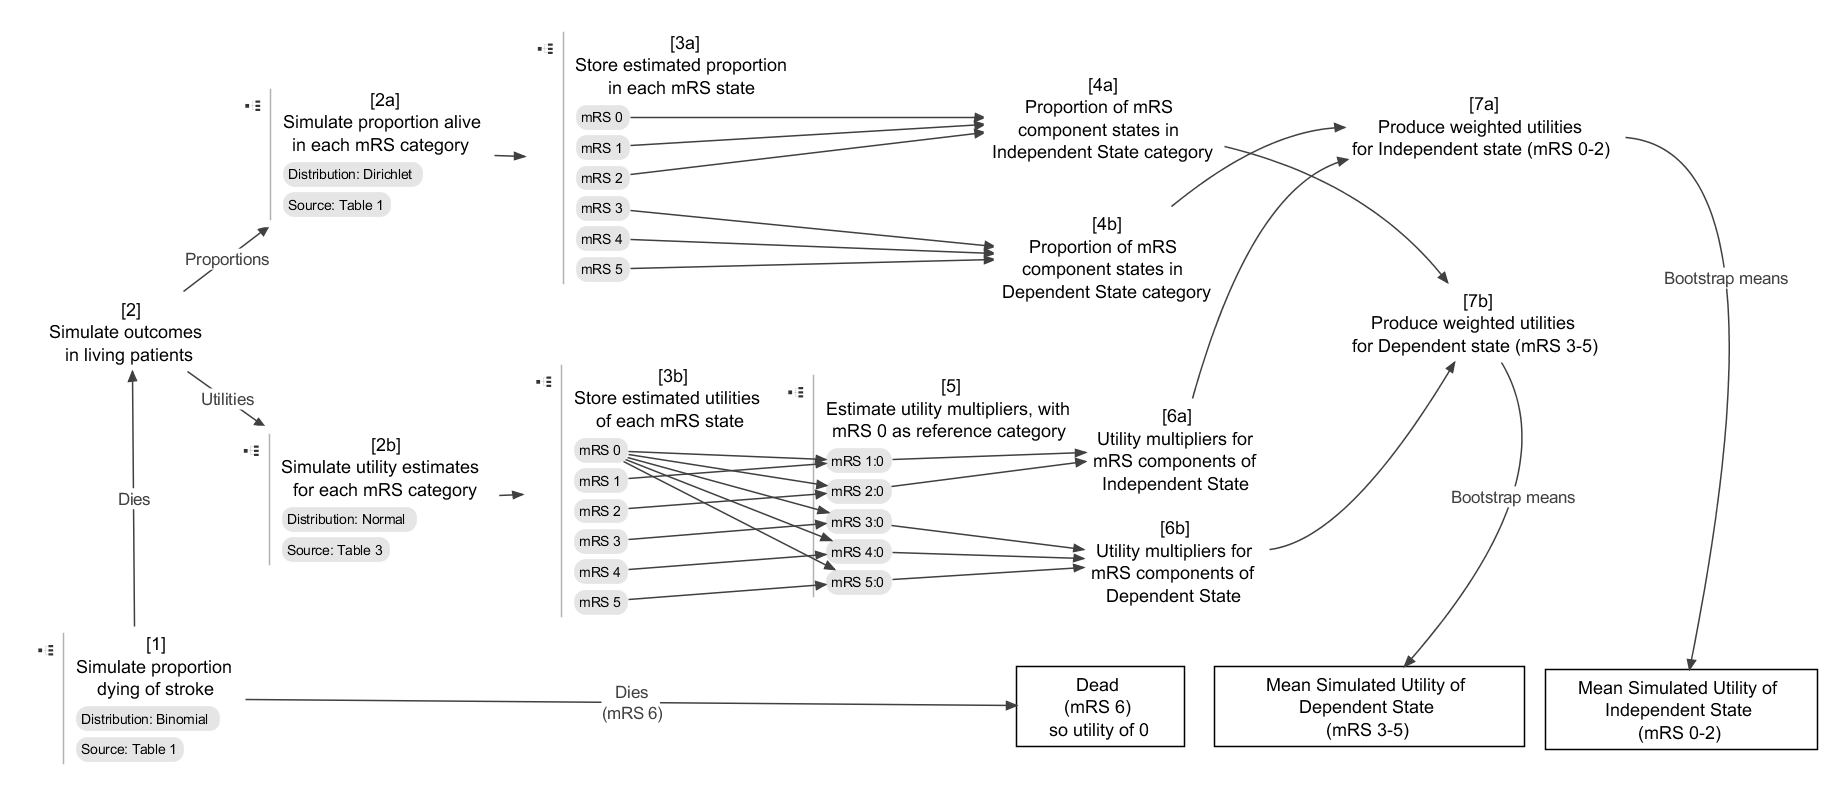 [3a]
Store estimated proportion
in each mRS state
mRS 0
mRS 1
mRS 2
mRS 3
mRS 4
mRS 5
[2a]
Simulate proportion alive
in each mRS category
Distribution: Dirichlet
Source: Table 1
[4a]
Proportion of mRS
component states in
Independent State category
[4b]
Proportion of mRS
component states in
Dependent State category
[7a]
Produce weighted utilities
for Independent state (mRS 0-2)
Bootstrap means
[7b]
Produce weighted utilities
for Dependent state (mRS 3-5)
Bootstrap means
Proportions
[2]
Simulate outcomes
in living patients
Utilities
[2b]
Simulate utility estimates
for each mRS category
Distribution: Normal
Source: Table 3
[3b]
Store estimated utilities
of each mRS state
mRS 0
mRS 1
mRS 2
mRS 3
mRS 4
mRS 5
[5]
Estimate utility multipliers, with
mRS 0 as reference category
mRS 1:0
mRS 2:0
mRS 3:0
mRS 4:0
mRS 5:0
[6a]
Utility multipliers for
mRS components of
Independent State
[6b]
Utility multipliers for
mRS components of
Dependent State
Dies
[1]
Simulate proportion
dying of stroke
Distribution: Binomial
Source: Table 1
Dies
(mRS 6)
Dead
(mRS 6)
so utility of 0
Mean Simulated Utility of
Dependent State
(mRS 3-5)
Mean Simulated Utility of
Independent State
(mRS 0-2)